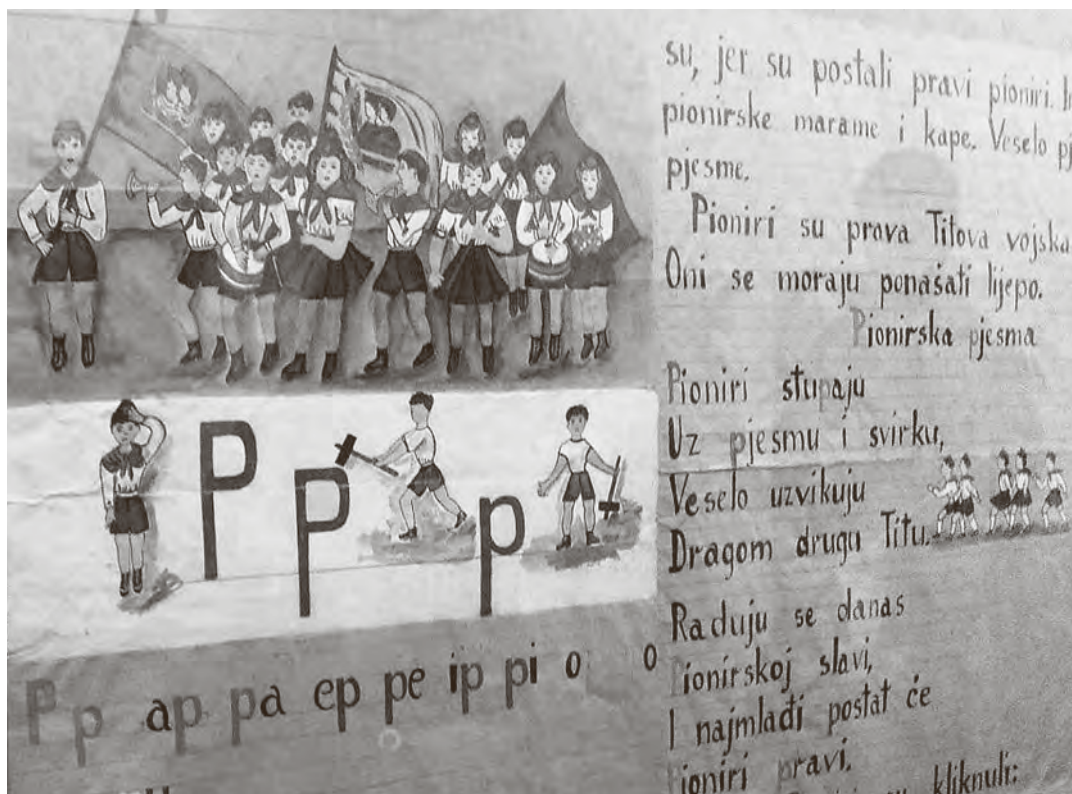 P P p
P p ap pa ep pe ip pi o o
su, jer su postali pravi pioniri.
pionirske marame i kape. Veselo
pjesme.
Pioniri su prava Titova vojska
Oni se moraju ponašati lijepo.
Pionirska pjesma
Pioniri stupaju
Uz pjesmu i svirku,
Veselo uzvikuju
Dragom drugu Titu.
Raduju se danas
Pionirskoj slavi,
I najmlađi postat će
Pioniri pravi.
kliknuli: